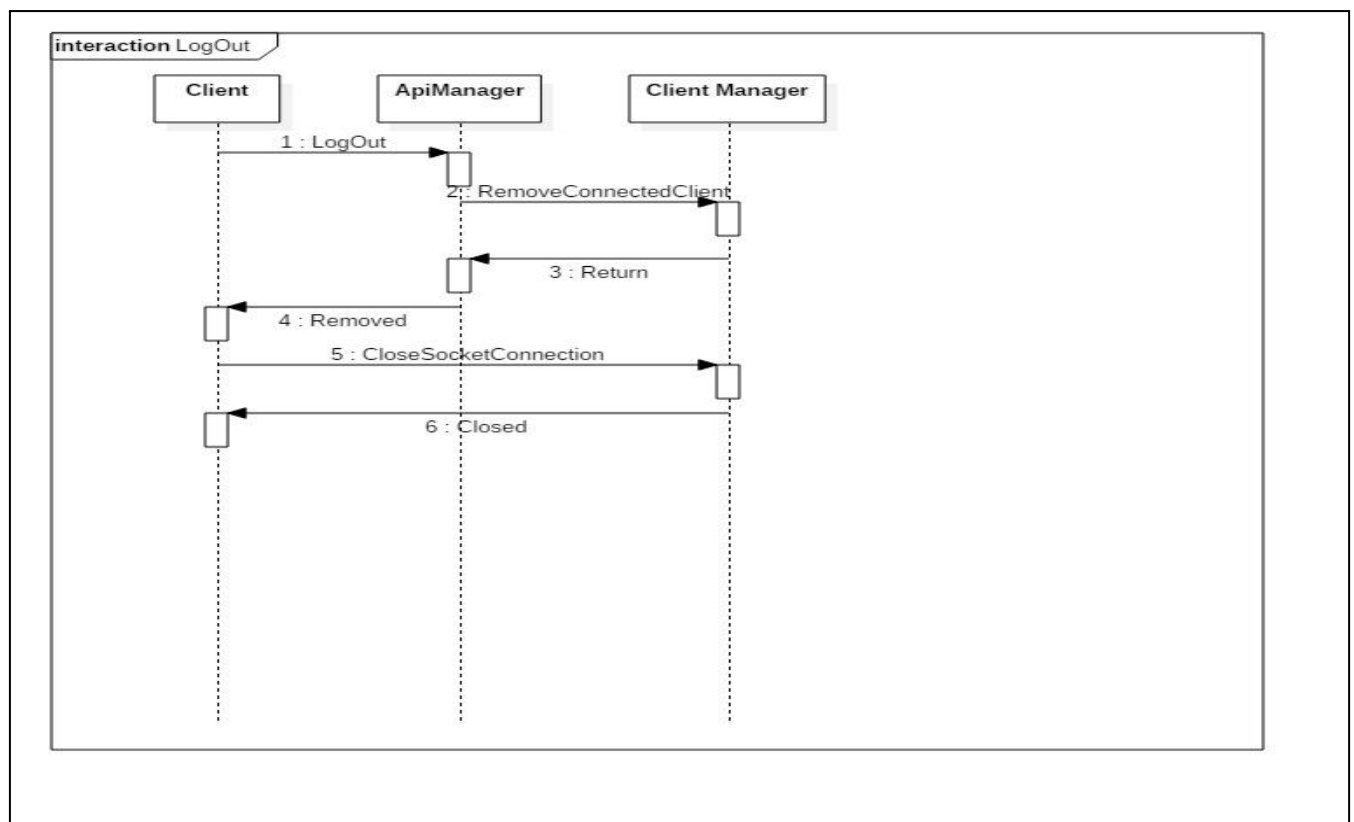 interaction LogOut
Client
ApiManager
Client Manager
1 : LogOut
2 : RemoveConnectedClient
3 : Return
4 : Removed
5 : CloseSocketConnection
6 : Closed